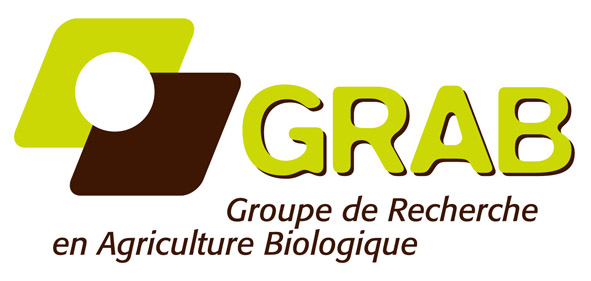 GRAB
Groupe de Recherche
en Agriculture Biologique